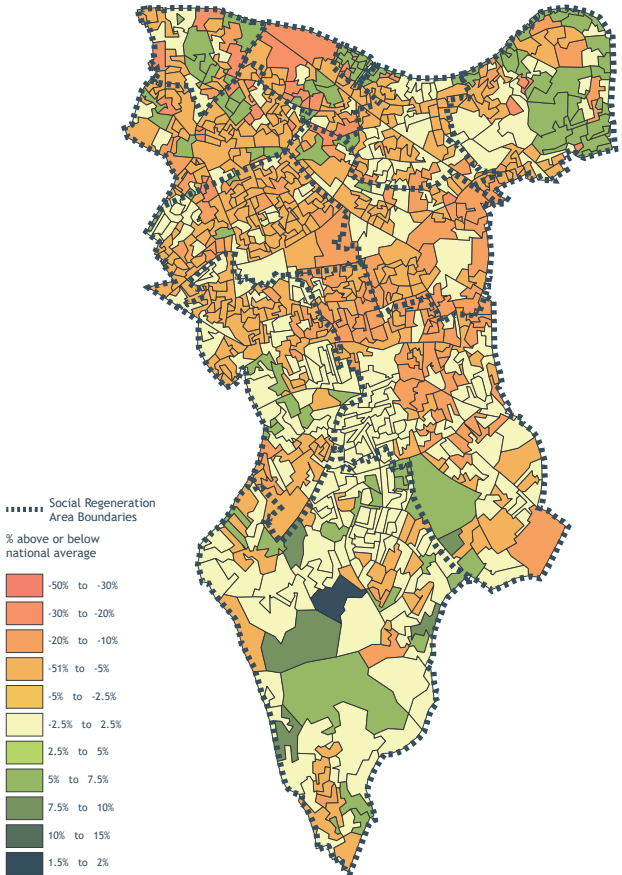 Social Regeneration
Area Boundaries
% above or below
national average
-50% to -30%
-30% to -20%
-20% to -10%
-51% to -5%
-5% to -2.5%
-2.5% to 2.5%
2.5% to 5%
5% to 7.5%
7.5% to 10%
10% to 15%
1.5% to 2%